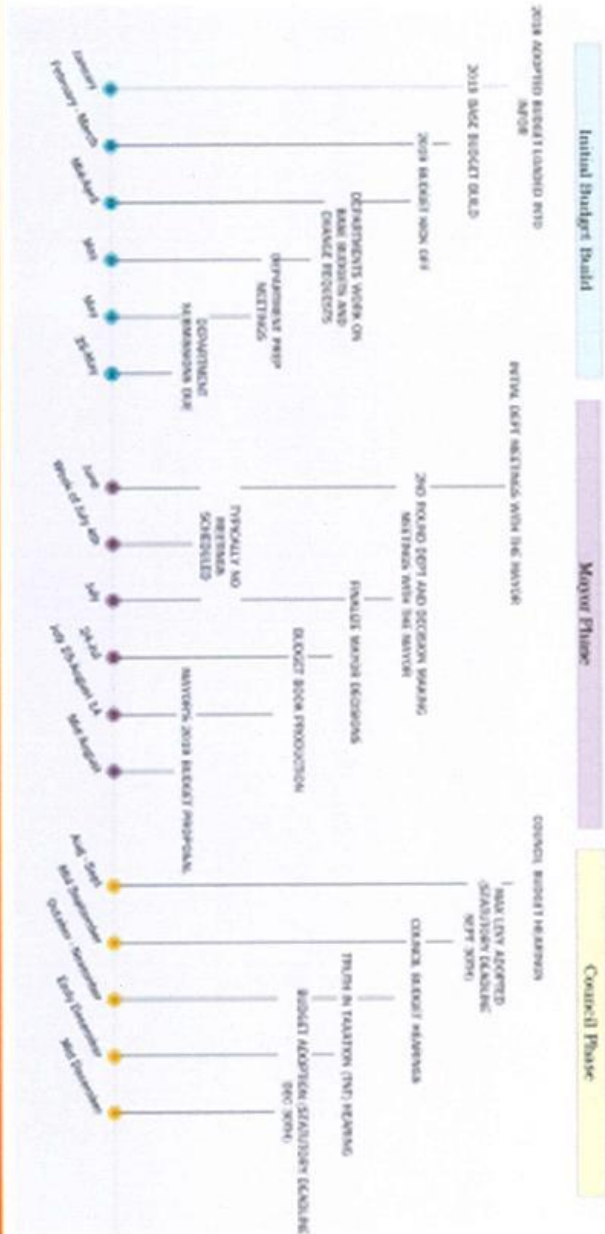 Initial Budget Build
2018 ADOPTED BUDGET LOADED INTO
INFOR
2019 BASE BUDGET BUILD
2019 BUDGET KICK OFF
DEPARTMENTS WORK ON
BASE BUDGETS AND
CHANGE REQUESTS
DEPARTMENT PREP
MEETINGS
DEPARTMENT
SUBMISSIONS DUE
January
February - March
Mid-April
May
May
25-May
Mayor Phase
INITIAL DEPT MEETINGS WITH THE MAYOR
TYPICALLY NO
MEETINGS
SCHEDULED
2ND ROUND DEPT AND DECISION MAKING
MEETINGS WITH THE MAYOR
FINALIZE MAYOR DECISIONS
BUDGET BOOK PRODUCTION
MAYOR'S 2019 BUDGET PROPOSAL
June
Week of July 4th
July
24-Jul
July 25-August 14
Mid August
Council Phase
COUNCIL BUDGET HEARINGS
MAX LEVY ADOPTED
(STATUTORY DEADLINE
SEPT 30TH)
COUNCIL BUDGET HEARINGS
TRUTH IN TAXATION (TNT) HEARING
BUDGET ADOPTION (STATUTORY DEADLINE
DEC 30TH)
Aug - Sept
Mid September
October - November
Early December
Mid December